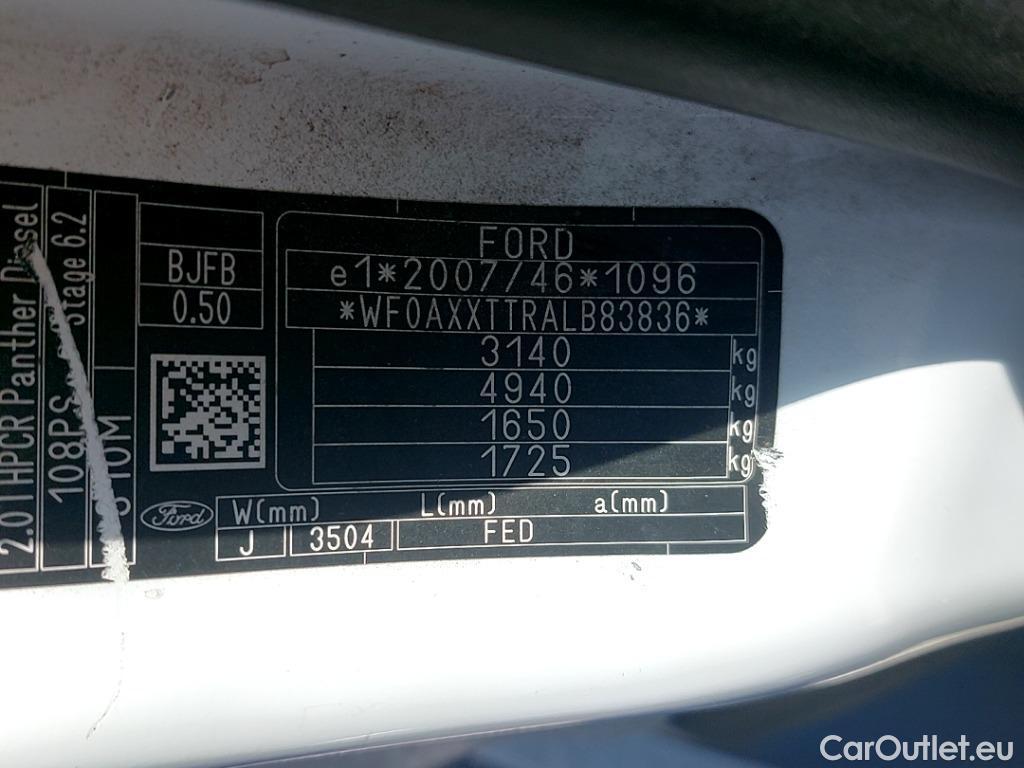 2.0 l HPCR Panther Diesel
108PS Stage 6.2
10M
BJFB
0.50
FORD
e1*2007/46*1096
*WF0AXXTTRALB83836*
3140 kg
4940 kg
1650 kg
1725 kg
Ford
W(mm) L(mm) a(mm)
J 3504 FED
CarOutlet.eu